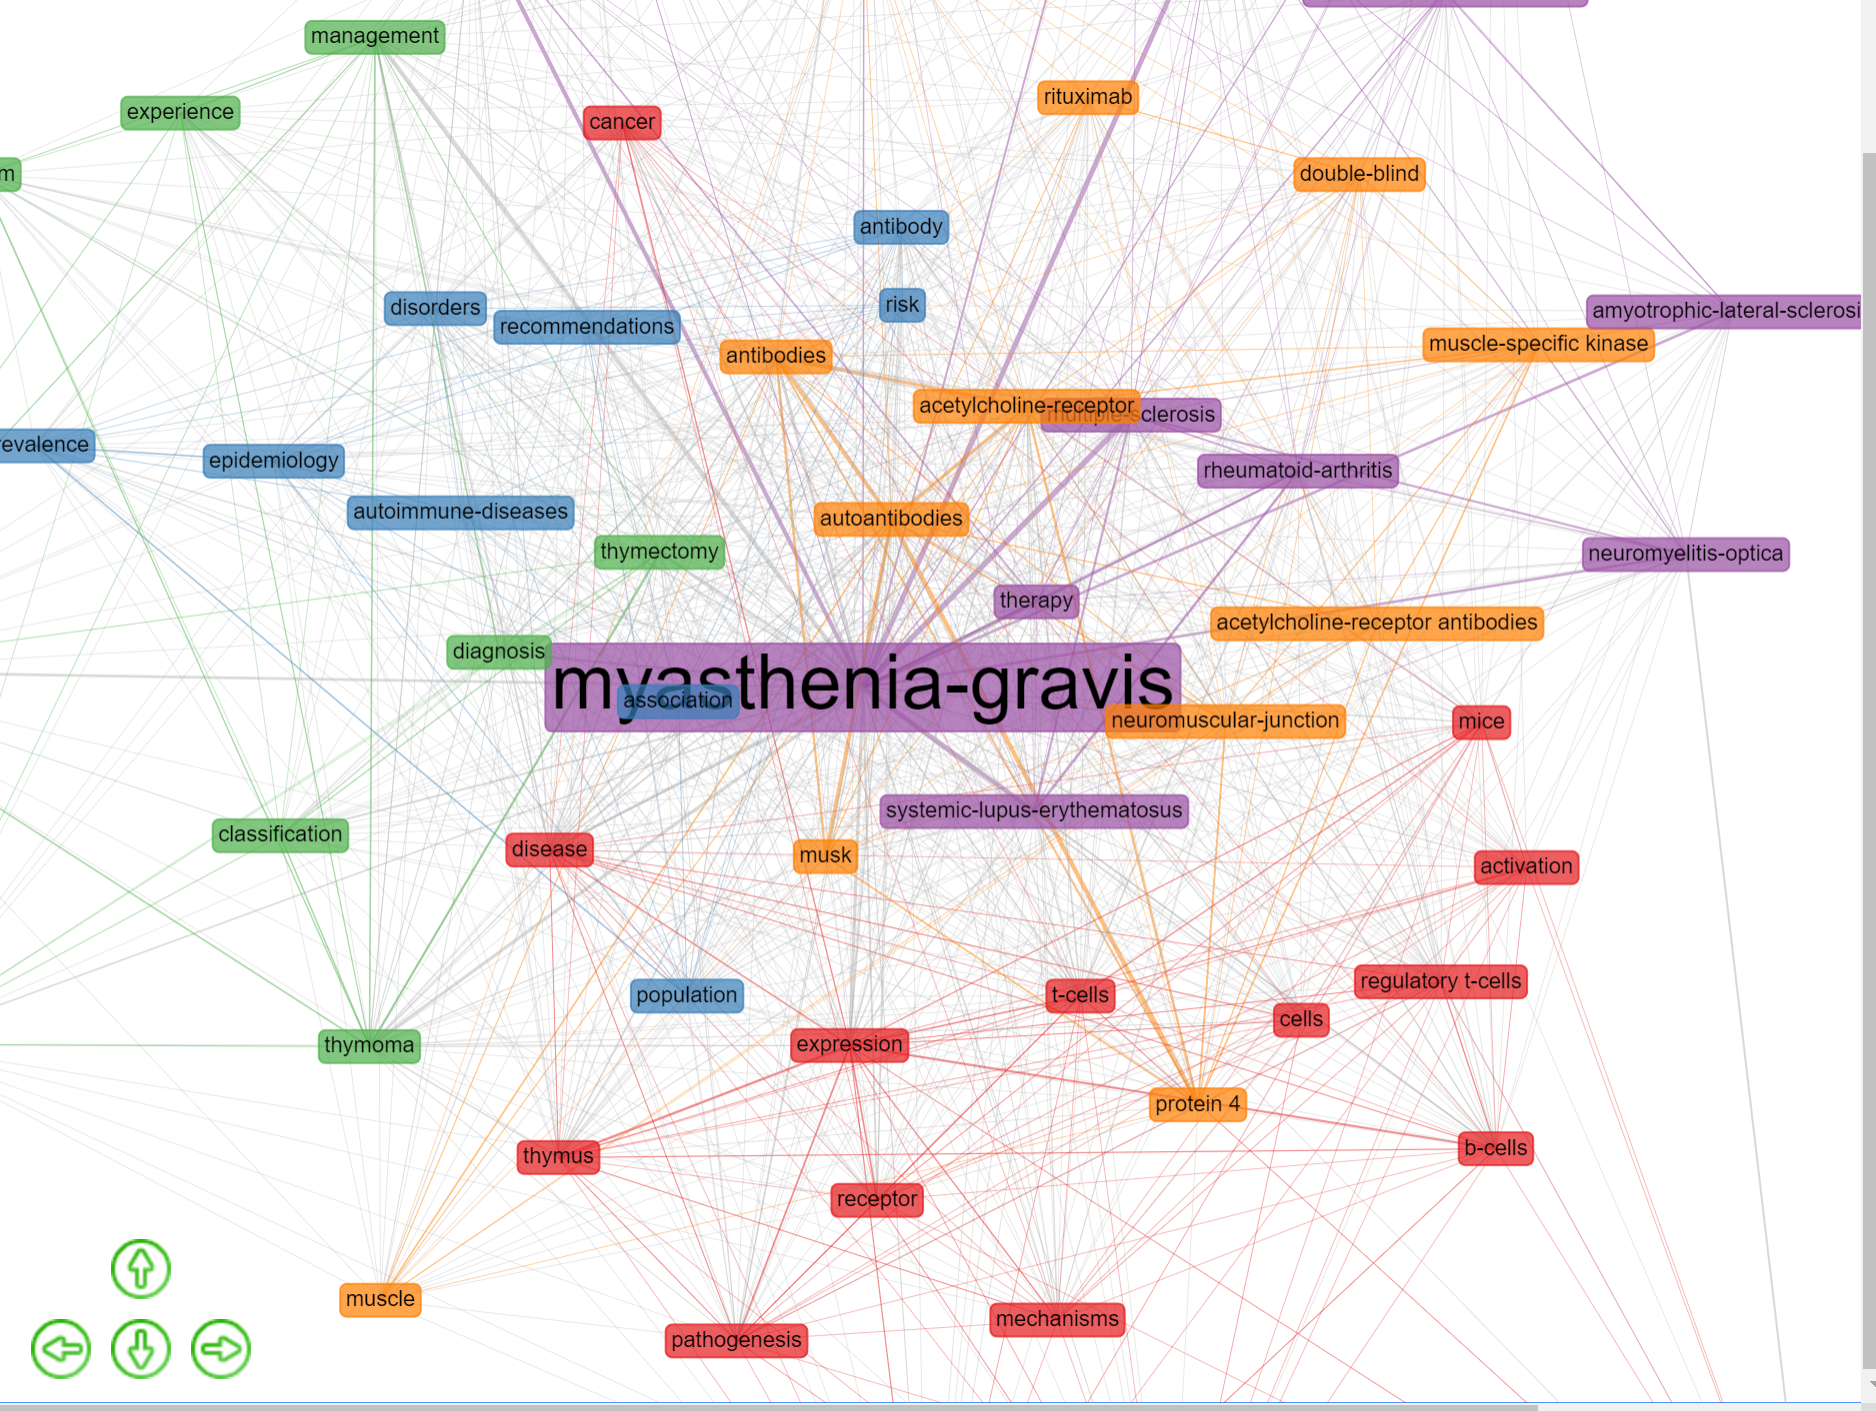 management
experience
rituximab
cancer
m
double-blind
antibody
disorders
risk
amyotrophic-lateral-sclerosi
recommendations
muscle-specific kinase
antibodies
acetylcholine-receptor
multiple-sclerosis
revalence
epidemiology
rheumatoid-arthritis
autoimmune-diseases
autoantibodies
thymectomy
neuromyelitis-optica
therapy
acetylcholine-receptor antibodies
diagnosis
myasthenia-gravis
association
neuromuscular-junction
mice
systemic-lupus-erythematosus
classification
disease
musk
activation
regulatory t-cells
population
t-cells
cells
thymoma
expression
protein 4
b-cells
thymus
receptor
muscle
mechanisms
pathogenesis